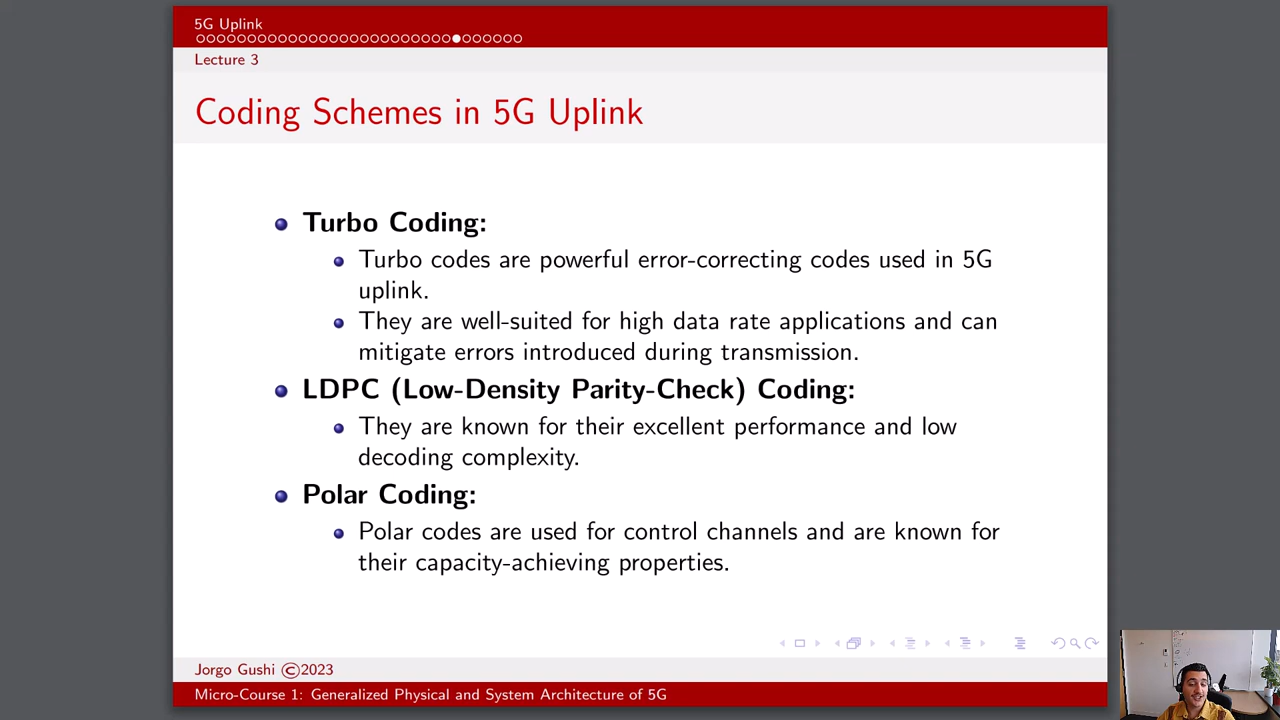 5G Uplink
Lecture 3
Coding Schemes in 5G Uplink
Turbo Coding:
Turbo codes are powerful error-correcting codes used in 5G
uplink.
They are well-suited for high data rate applications and can
mitigate errors introduced during transmission.
LDPC (Low-Density Parity-Check) Coding:
They are known for their excellent performance and low
decoding complexity.
Polar Coding:
Polar codes are used for control channels and are known for
their capacity-achieving properties.
Jorgo Gushi ©2023
Micro-Course 1: Generalized Physical and System Architecture of 5G